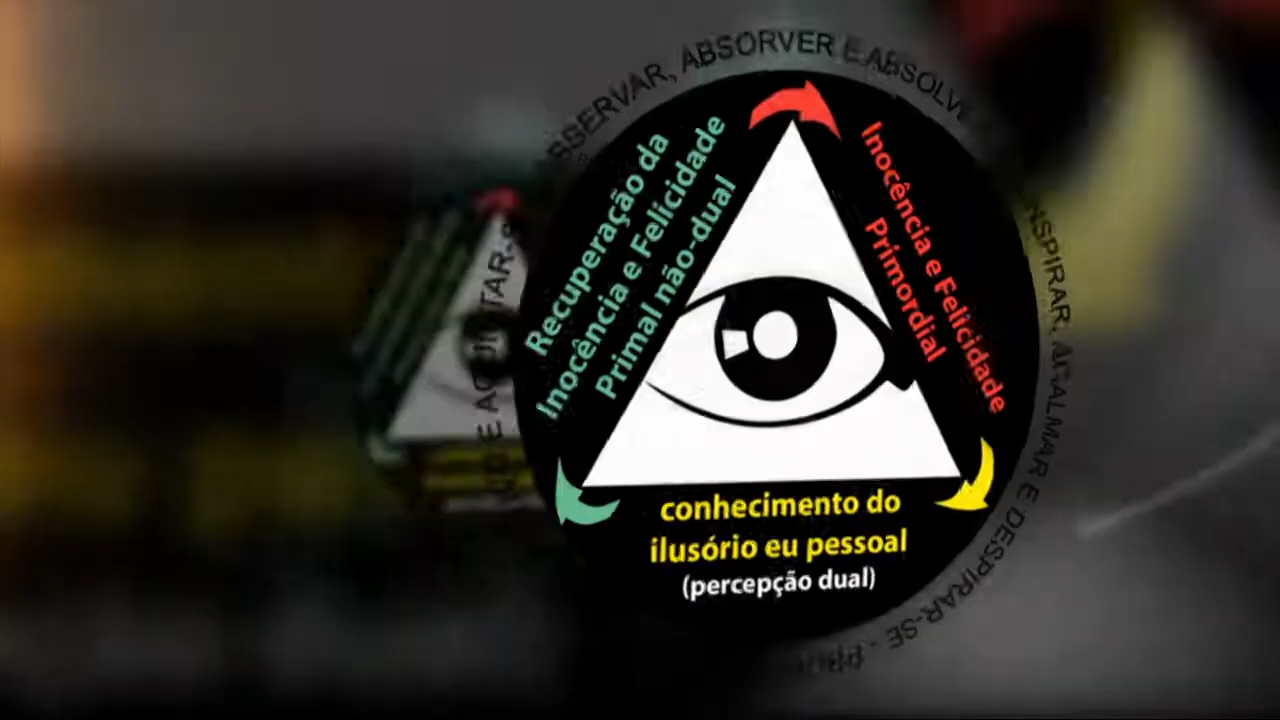 OBSERVAR, ABSORVER E ABSOLVER
INSPIRAR, ACALMAR E DESPIRAR-SE -
Recuperação da
Inocência e Felicidade
Primal não-dual
Inocência e Felicidade
Primordial
conhecimento do
ilusório eu pessoal
(percepção dual)